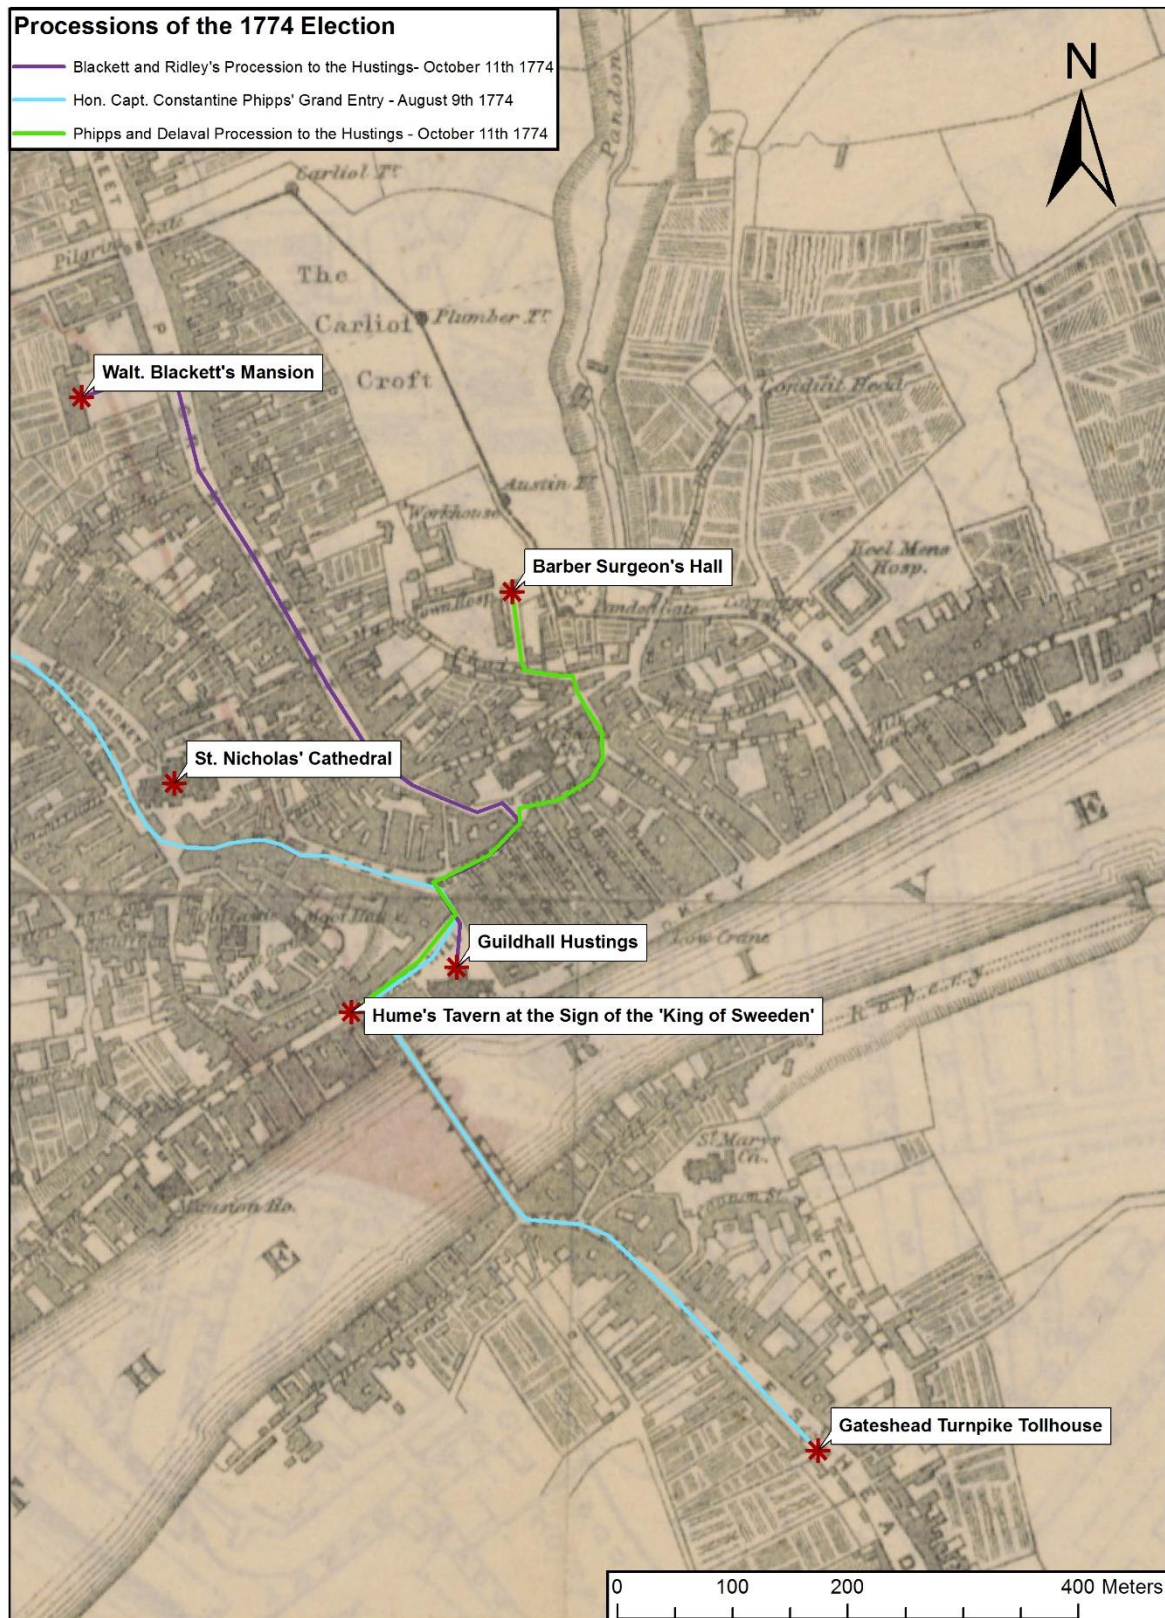 Processions of the 1774 Election
Blackett and Ridley's Procession to the Hustings- October 11th 1774
Hon. Capt. Constantine Phipps' Grand Entry - August 9th 1774
Phipps and Delaval Procession to the Hustings - October 11th 1774
N
Pandon
Carliol Tr.
Pilgrim Gate
The
Carliol
Croft
Plumber Tr.
Walt. Blackett's Mansion
Conduit Head
Austin Tr.
Workhouse
Keel Mens
Hosp.
Barber Surgeon's Hall
Pandon Gate
St. Nicholas' Cathedral
Guildhall Hustings
Low Crane
Hume's Tavern at the Sign of the 'King of Sweeden'
Ropery
St. Marys
Ch.
Mansion Ho.
Gateshead Turnpike Tollhouse
0 100 200 400 Meters